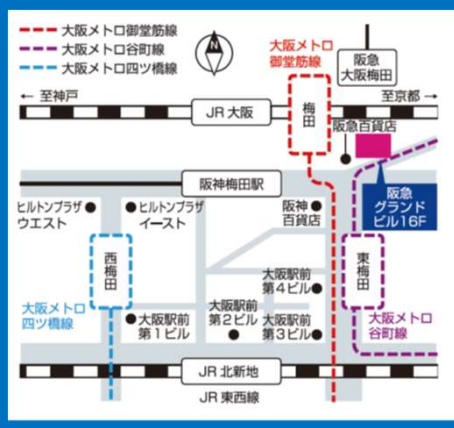 大阪メトロ御堂筋線
大阪メトロ谷町線
大阪メトロ四ツ橋線
N
大阪メトロ
御堂筋線
阪急
大阪梅田
← 至神戸
至京都 →
JR 大阪
梅田
阪急百貨店
阪神梅田駅
阪急
グランド
ビル16F
ヒルトンプラザ
ウエスト
ヒルトンプラザ
イースト
阪神
百貨店
西梅田
東梅田
大阪駅前
第4ビル
大阪メトロ
四ツ橋線
大阪駅前
第1ビル
大阪駅前
第2ビル
大阪駅前
第3ビル
大阪メトロ
谷町線
JR 北新地
JR 東西線